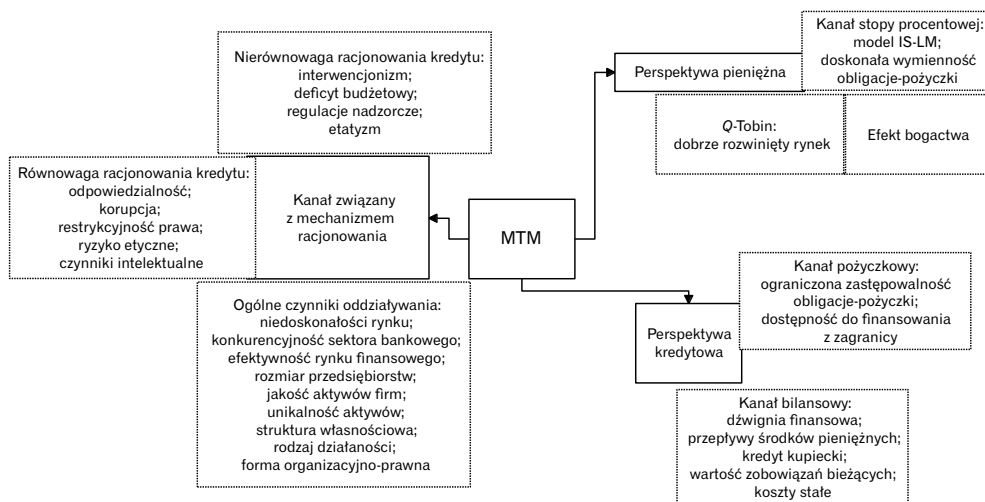 Nierównowaga racjonowania kredytu:
interwencjonizm;
deficyt budżetowy;
regulacje nadzorcze;
etatyzm
Równowaga racjonowania kredytu:
odpowiedzialność;
korupcja;
restrykcyjność prawa;
ryzyko etyczne;
czynniki intelektualne
Kanał związany
z mechanizmem
racjonowania
Ogólne czynniki oddziaływania:
niedoskonałości rynku;
konkurencyjność sektora bankowego;
efektywność rynku finansowego;
rozmiar przedsiębiorstw;
jakość aktywów firm;
unikalność aktywów;
struktura własnościowa;
rodzaj działaności;
forma organizacyjno-prawna
MTM
Perspektywa pieniężna
Kanał stopy procentowej:
model IS-LM;
doskonała wymienność
obligacje-pożyczki
Q-Tobin:
dobrze rozwinięty rynek
Efekt bogactwa
Perspektywa
kredytowa
Kanał pożyczkowy:
ograniczona zastępowalność
obligacje-pożyczki;
dostępność do finansowania
z zagranicy
Kanał bilansowy:
dźwignia finansowa;
przepływy środków pieniężnych;
kredyt kupiecki;
wartość zobowiązań bieżących;
koszty stałe